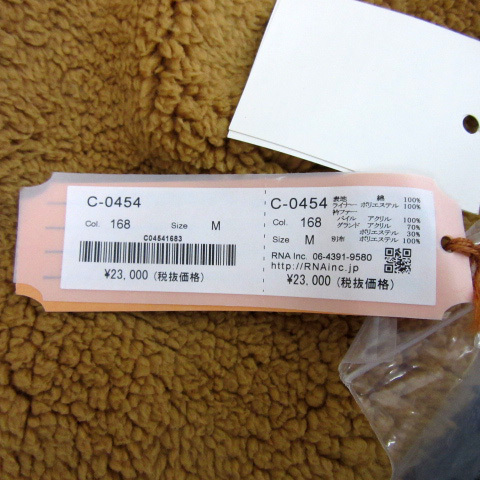 C-0454
Col. 168 Size M
C04541683
¥23,000 (税抜価格)
C-0454
Col. 168
Size M
表地 綿 100%
ライナー ポリエステル 100%
衿ファー
パイル アクリル 100%
グランド アクリル 70%
ポリエステル 30%
別布 ポリエステル 100%
RNA Inc. 06-4391-9580
http://RNAinc.jp
¥23,000 (税抜価格)